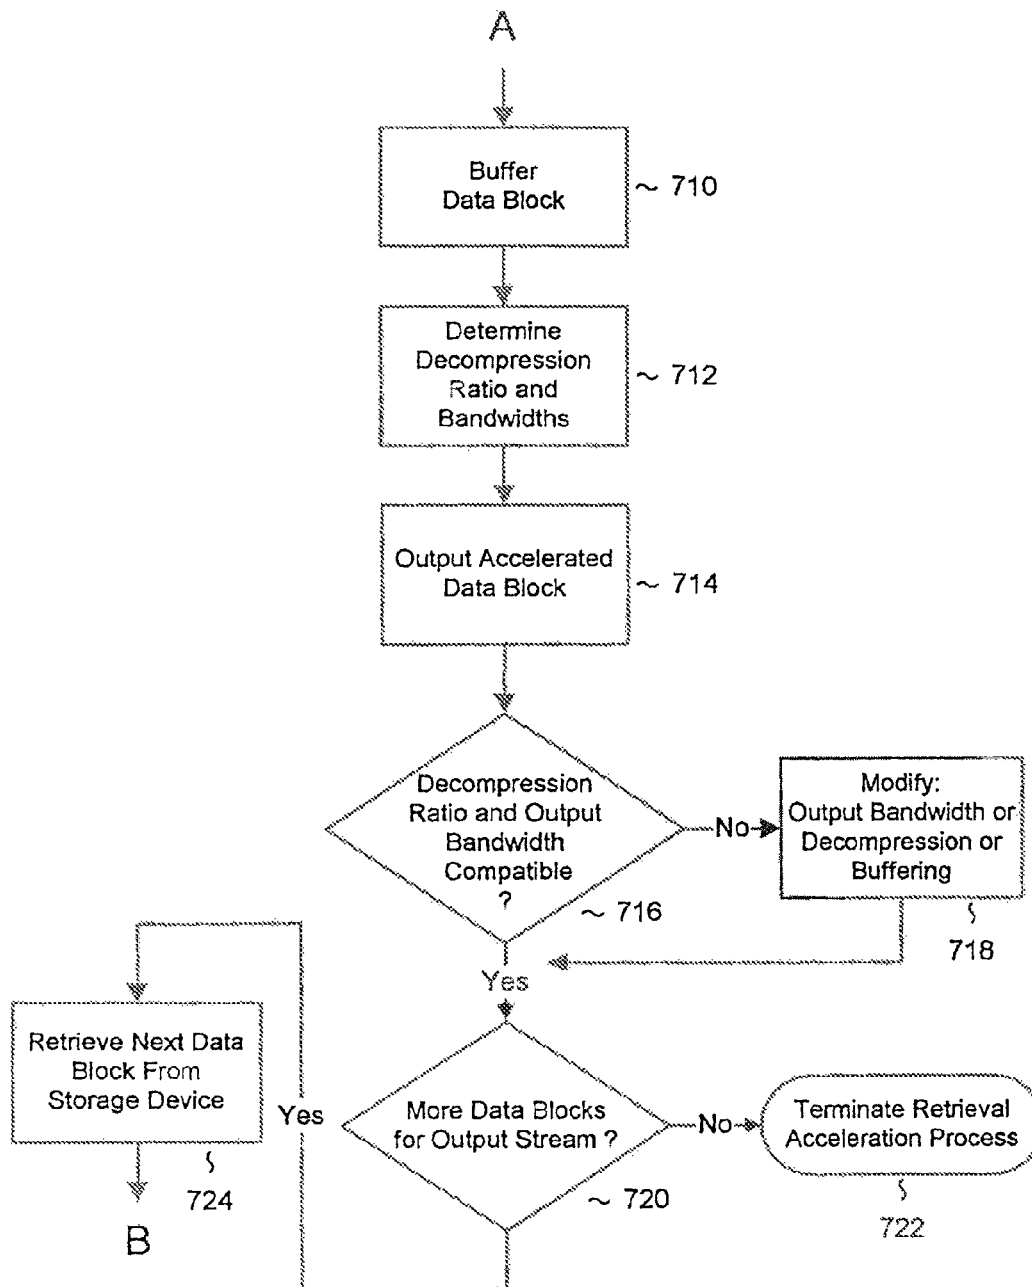 A
Buffer
Data Block
~ 710
Determine
Decompression
Ratio and
Bandwidths
~ 712
Output Accelerated
Data Block
~ 714
Decompression
Ratio and Output
Bandwidth
Compatible
?
~ 716
No
Modify:
Output Bandwidth or
Decompression or
Buffering
718
Yes
Retrieve Next Data
Block From
Storage Device
724
B
Yes
More Data Blocks
for Output Stream ?
~ 720
No
Terminate Retrieval
Acceleration Process
722